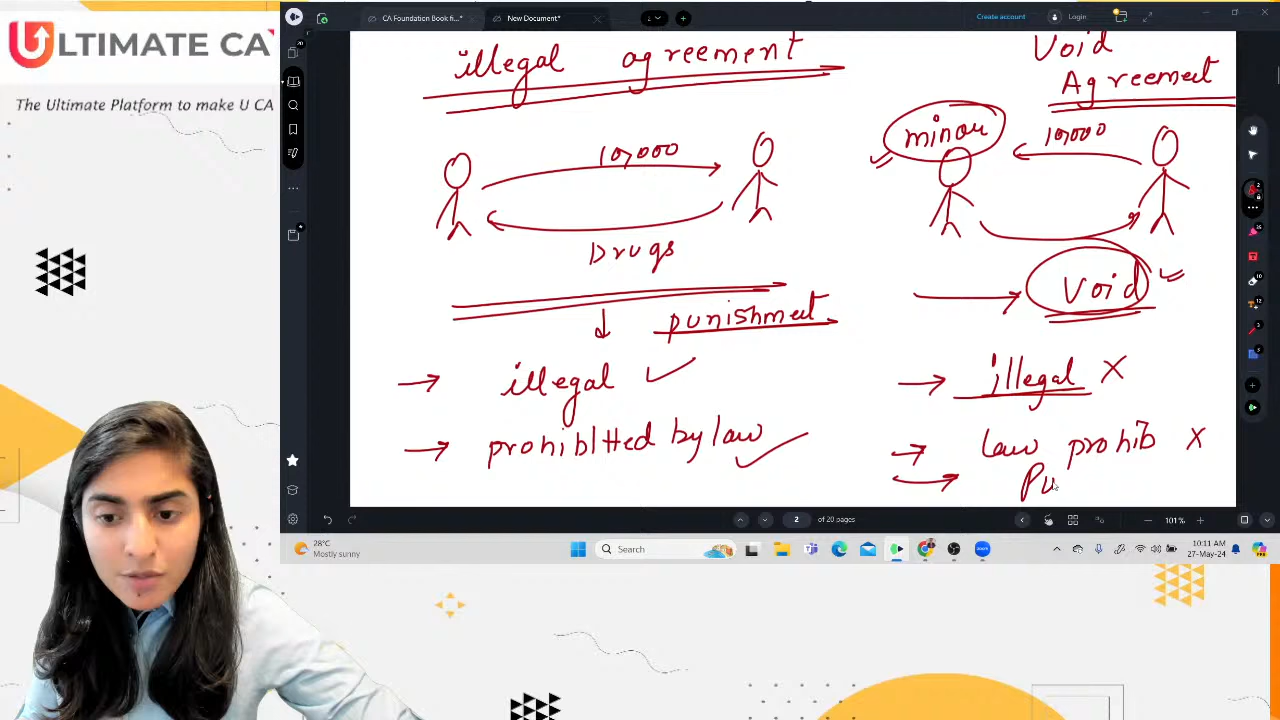 ULTIMATE CA
The Ultimate Platform to make U CA
CA Foundation Book fi...*
New Document*
Create account
Login
illegal agreement
Void
Agreement
10,000
Drugs
minor
10,000
Void
punishment
illegal
illegal X
prohibitted by law
law prohib X
Pu
2 of 20 pages
101%
28°C
Mostly sunny
Search
zoom
10:11 AM
27-May-24